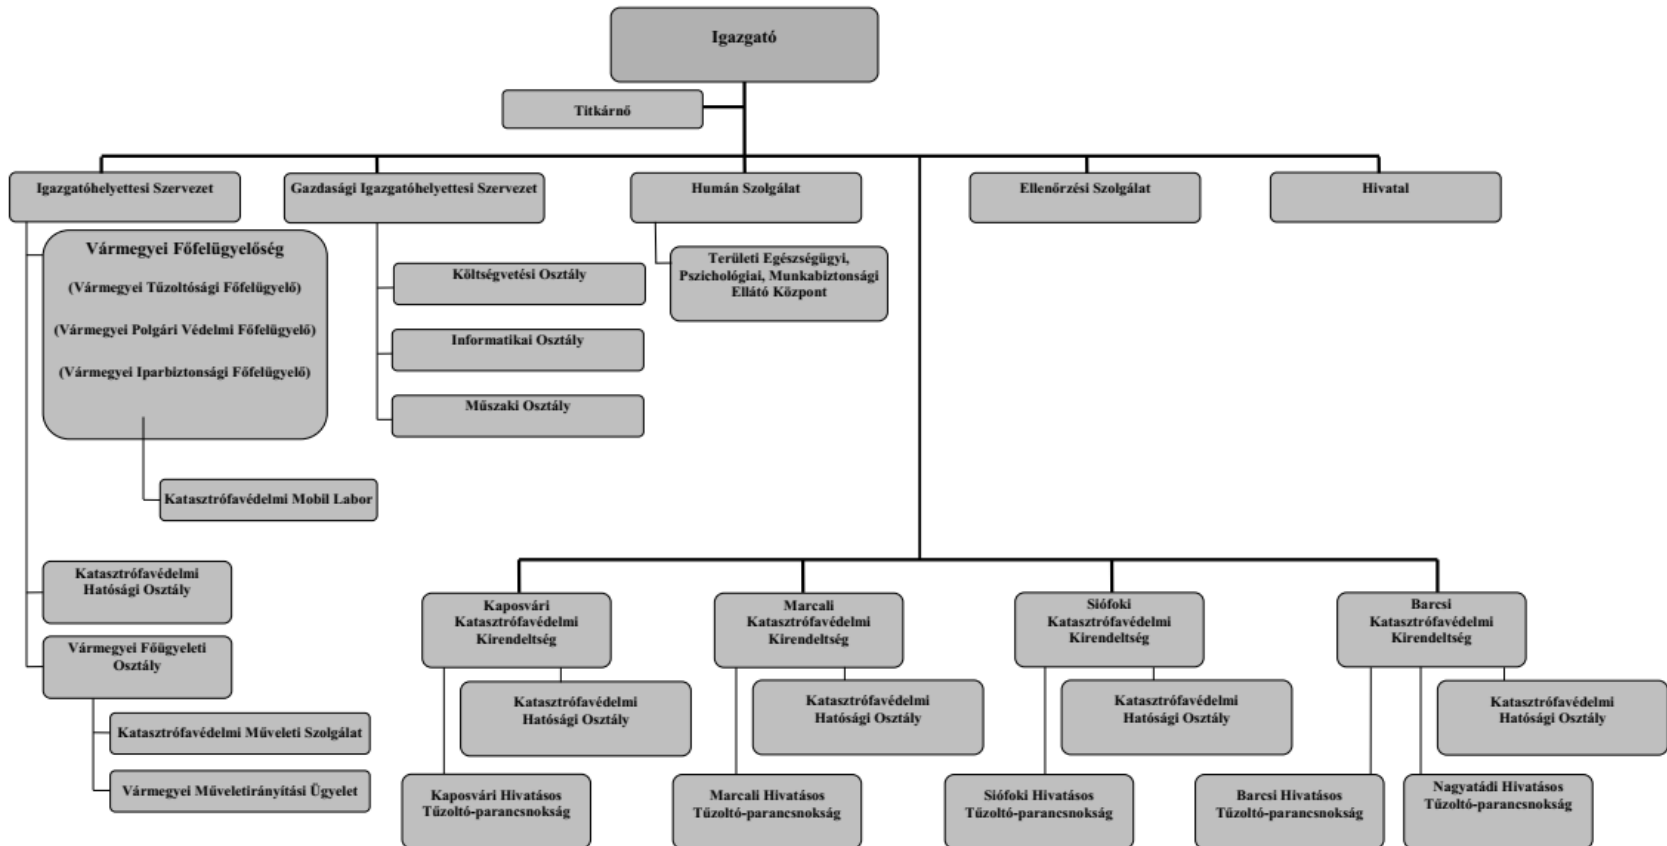 Igazgató
Titkárnő
Igazgatóhelyettesi Szervezet
Gazdasági Igazgatóhelyettesi Szervezet
Humán Szolgálat
Ellenőrzési Szolgálat
Hivatal
Vármegyei Főfelügyelőség
(Vármegyei Tűzoltósági Főfelügyelő)
(Vármegyei Polgári Védelmi Főfelügyelő)
(Vármegyei Iparbiztonsági Főfelügyelő)
Katasztrófavédelmi Mobil Labor
Költségvetési Osztály
Informatikai Osztály
Műszaki Osztály
Területi Egészségügyi,
Pszichológiai, Munkabiztonsági
Ellátó Központ
Katasztrófavédelmi
Hatósági Osztály
Vármegyei Főügyeleti
Osztály
Katasztrófavédelmi Műveleti Szolgálat
Vármegyei Műveletirányítási Ügyelet
Kaposvári
Katasztrófavédelmi
Kirendeltség
Katasztrófavédelmi
Hatósági Osztály
Kaposvári Hivatásos
Tűzoltó-parancsnokság
Marcali
Katasztrófavédelmi
Kirendeltség
Katasztrófavédelmi
Hatósági Osztály
Marcali Hivatásos
Tűzoltó-parancsnokság
Siófoki
Katasztrófavédelmi
Kirendeltség
Katasztrófavédelmi
Hatósági Osztály
Siófoki Hivatásos
Tűzoltó-parancsnokság
Barcsi
Katasztrófavédelmi
Kirendeltség
Katasztrófavédelmi
Hatósági Osztály
Barcsi Hivatásos
Tűzoltó-parancsnokság
Nagyatádi Hivatásos
Tűzoltó-parancsnokság